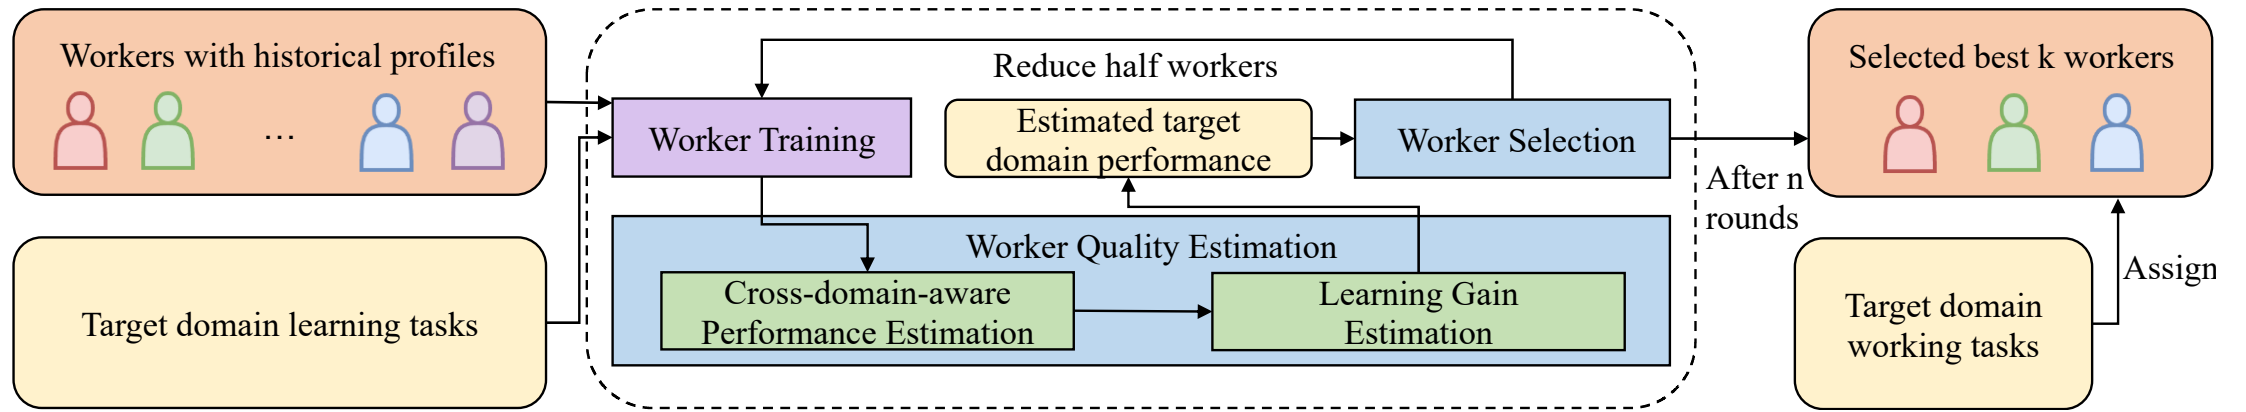 Workers with historical profiles
...
Target domain learning tasks
Reduce half workers
Worker Training
Estimated target
domain performance
Worker Selection
Worker Quality Estimation
Cross-domain-aware
Performance Estimation
Learning Gain
Estimation
After n
rounds
Selected best k workers
Target domain
working tasks
Assign